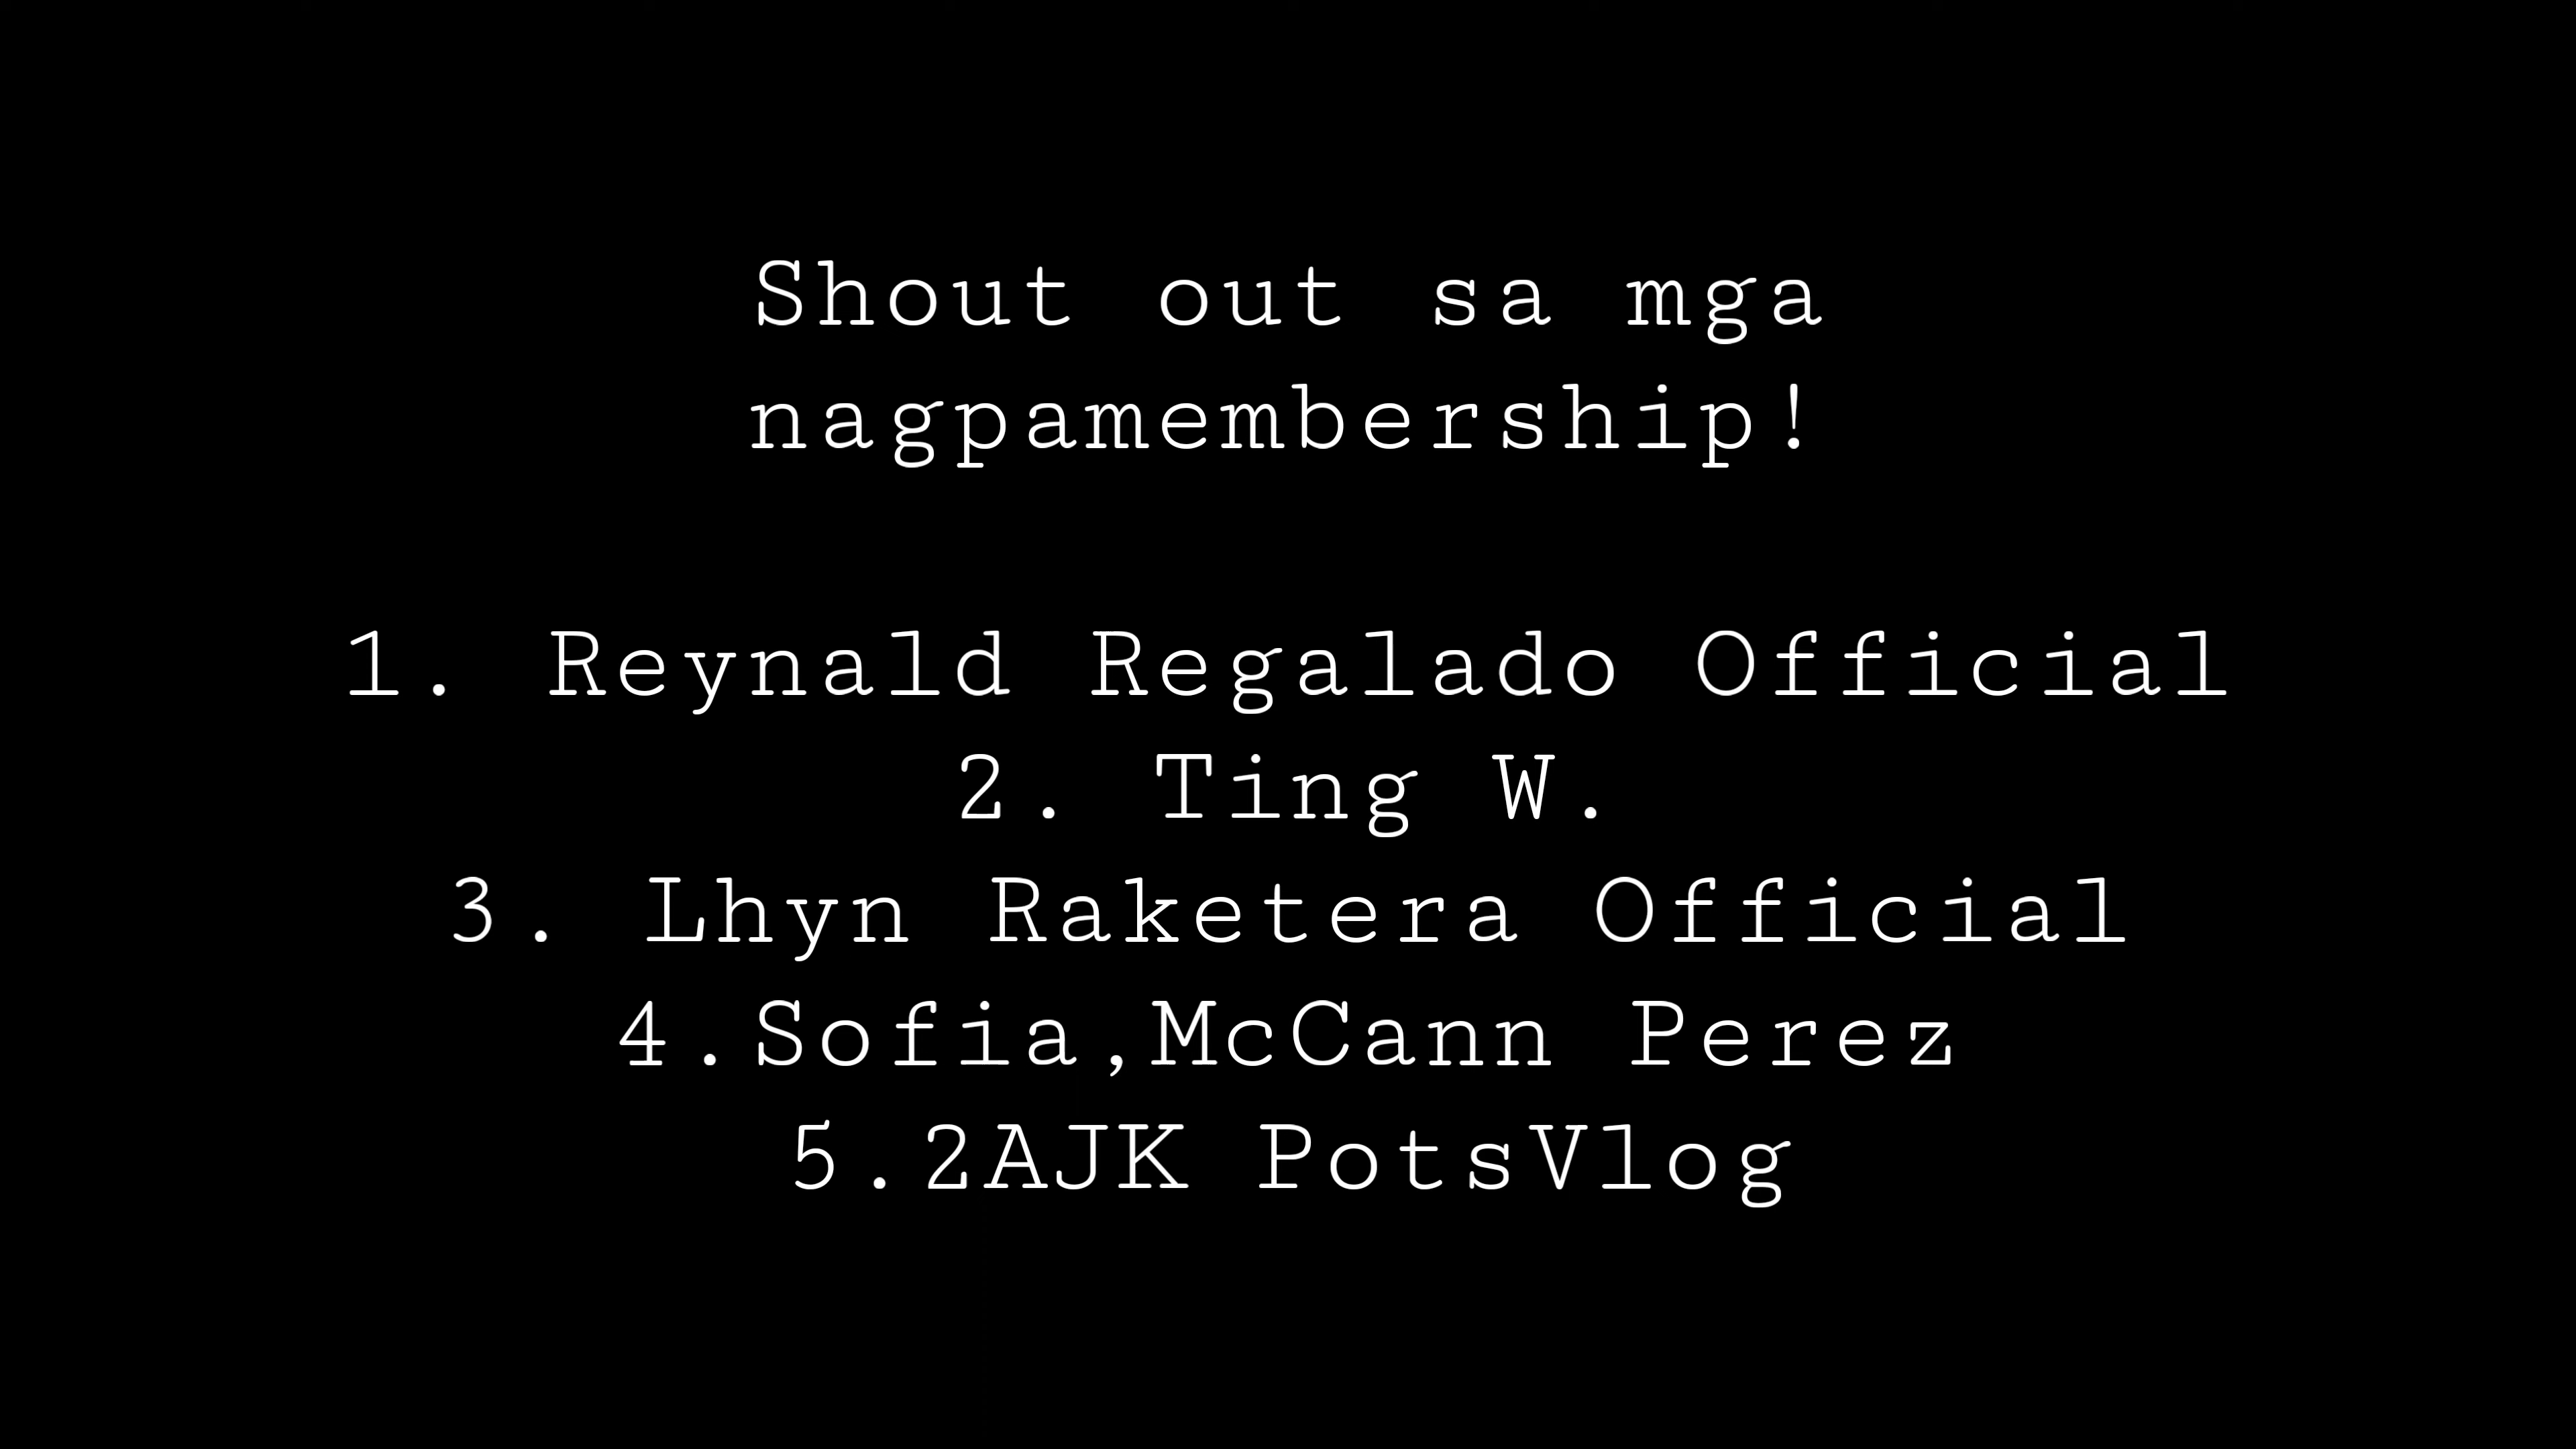 Shout out sa mga
nagpamembership!
1. Reynald Regalado Official
2. Ting W.
3. Lhyn Raketera Official
4.Sofia,McCann Perez
5.2AJK PotsVlog